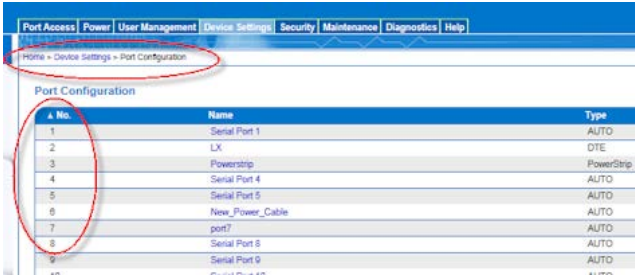 Port Access Power User Management Device Settings Security Maintenance Diagnostics Help
Home > Device Settings > Port Configuration
Port Configuration
▲ No. Name Type
1 Serial Port 1 AUTO
2 LX DTE
3 Powerstrip PowerStrip
4 Serial Port 4 AUTO
5 Serial Port 5 AUTO
6 New_Power_Cable AUTO
7 port7 AUTO
8 Serial Port 8 AUTO
9 Serial Port 9 AUTO